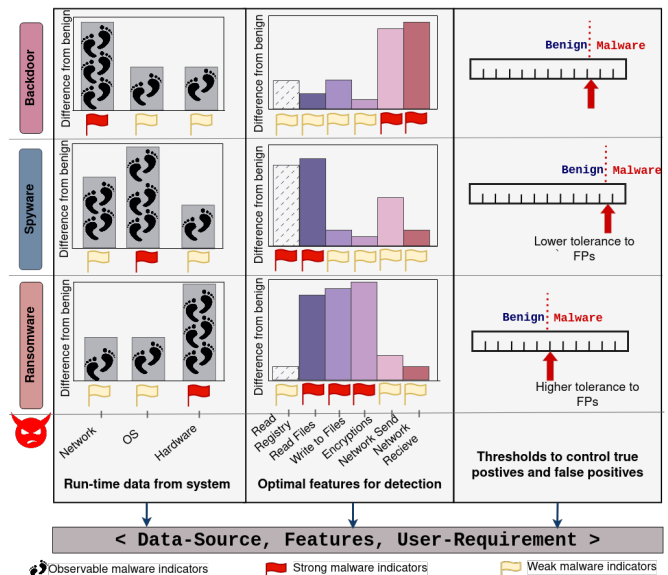 Backdoor
Difference from benign
Difference from benign
Benign Malware
Spyware
Difference from benign
Difference from benign
Benign Malware
Lower tolerance to
FPs
Ransomware
Difference from benign
Difference from benign
Benign Malware
Higher tolerance to
FPs
Network
OS
Hardware
Read
Registry
Read Files
Write to Files
Encryptions
Network Send
Network
Recieve
Run-time data from system
Optimal features for detection
Thresholds to control true
postives and false positives
< Data-Source, Features, User-Requirement >
Observable malware indicators
Strong malware indicators
Weak malware indicators